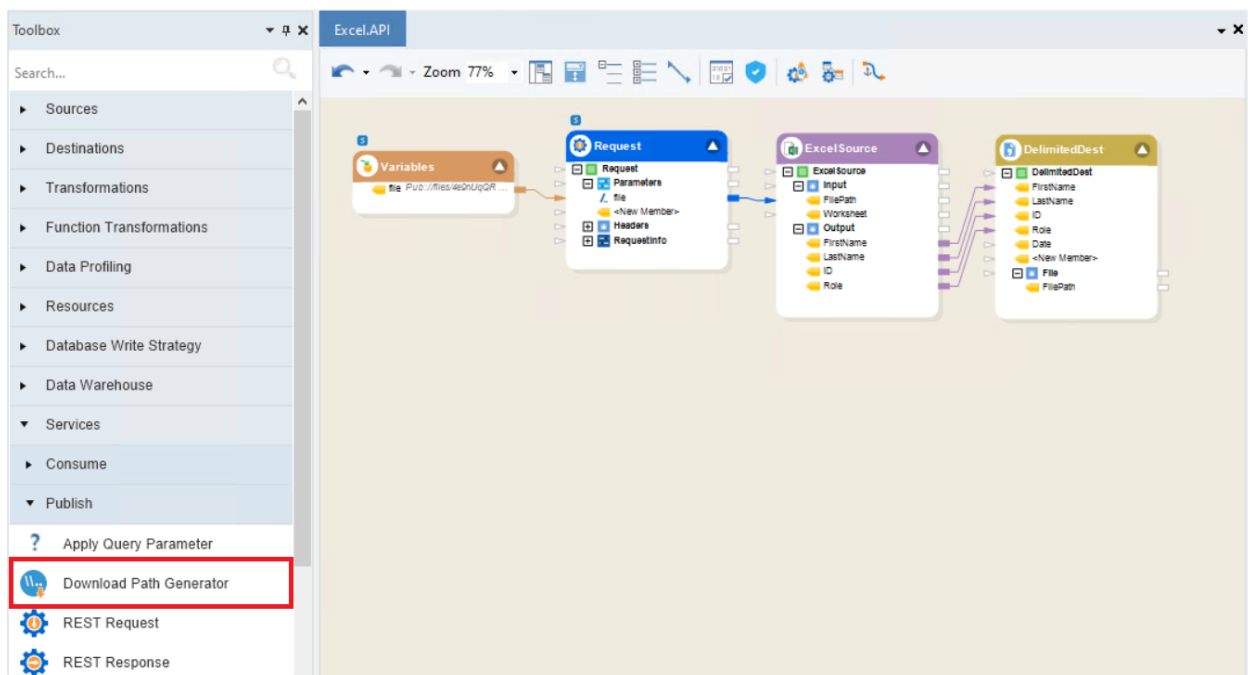 Toolbox
Search...
Sources
Destinations
Transformations
Function Transformations
Data Profiling
Resources
Database Write Strategy
Data Warehouse
Services
Consume
Publish
Apply Query Parameter
Download Path Generator
REST Request
REST Response
Excel.API
Zoom 77%
Variables
file
Request
Request
Parameters
file
<New Member>
Headers
RequestInfo
ExcelSource
ExcelSource
Input
FilePath
Worksheet
Output
FirstName
LastName
ID
Role
DelimitedDest
DelimitedDest
FirstName
LastName
ID
Role
Date
<New Member>
File
FilePath